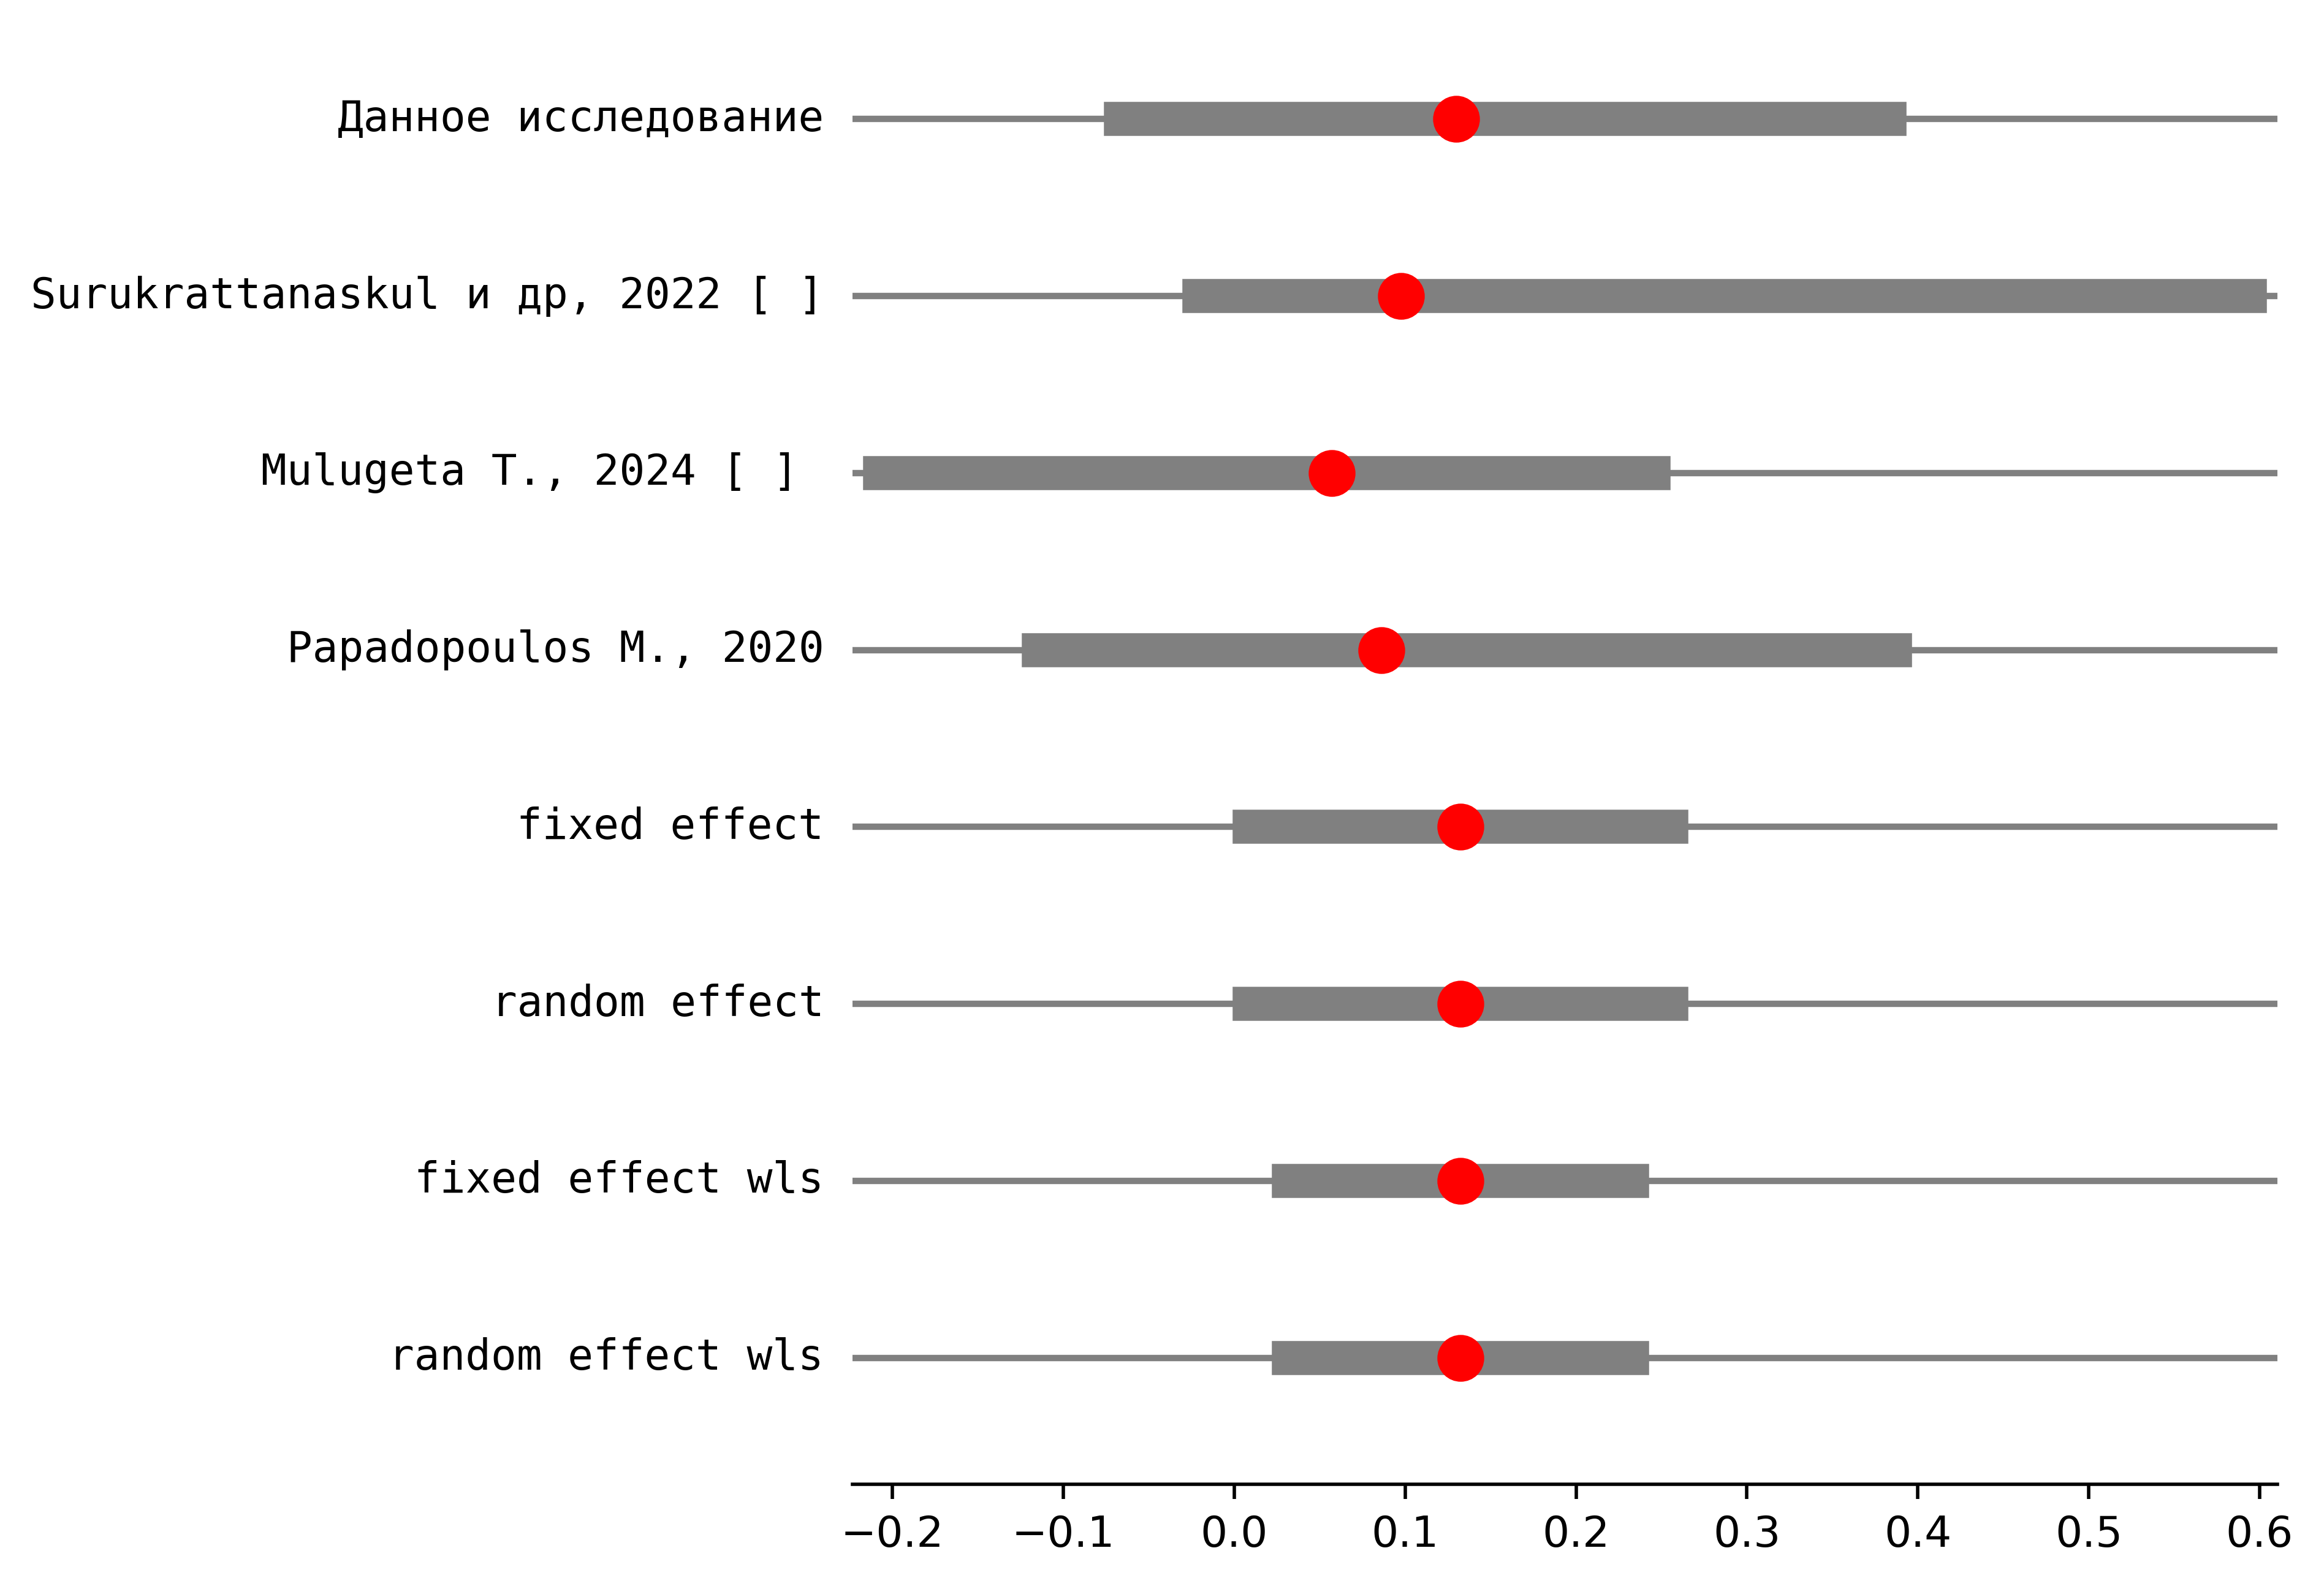 Данное исследование
Surukrattanaskul и др, 2022 [ ]
Mulugeta T., 2024 [ ]
Papadopoulos M., 2020
fixed effect
random effect
fixed effect wls
random effect wls
−0.2 −0.1 0.0 0.1 0.2 0.3 0.4 0.5 0.6